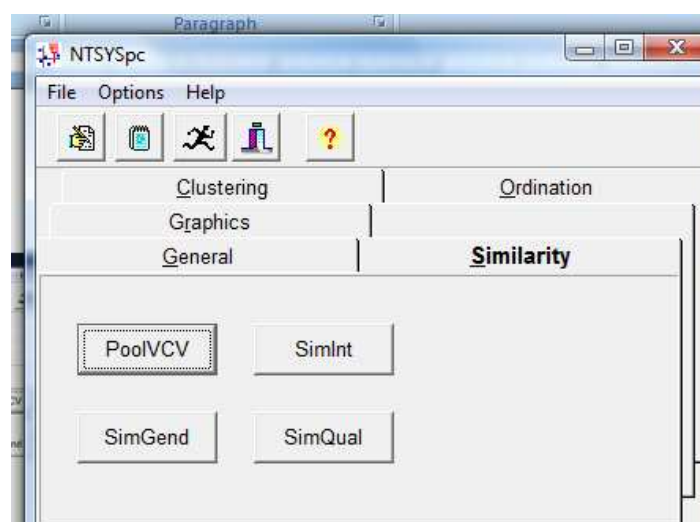 Paragraph
NTSYSpc
File Options Help
?
Clustering Ordination
Graphics
General Similarity
PoolVCV SimInt
SimGend SimQual